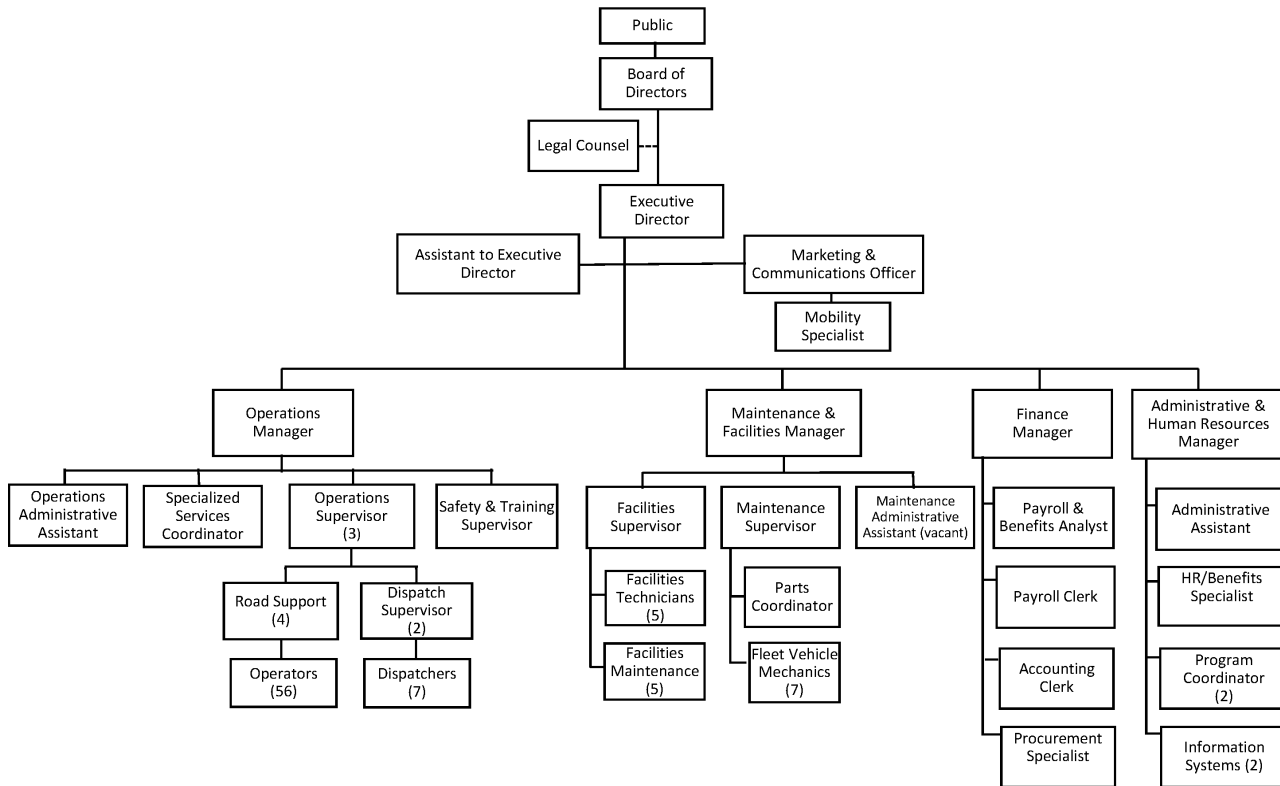 Public
Board of
Directors
Legal Counsel
Executive
Director
Assistant to Executive
Director
Marketing &
Communications Officer
Mobility
Specialist
Operations
Manager
Maintenance &
Facilities Manager
Finance
Manager
Administrative &
Human Resources
Manager
Operations
Administrative
Assistant
Specialized
Services
Coordinator
Operations
Supervisor
(3)
Safety & Training
Supervisor
Facilities
Supervisor
Maintenance
Supervisor
Maintenance
Administrative
Assistant (vacant)
Payroll &
Benefits Analyst
Administrative
Assistant
Road Support
(4)
Dispatch
Supervisor
(2)
Facilities
Technicians
(5)
Parts
Coordinator
Payroll Clerk
HR/Benefits
Specialist
Operators
(56)
Dispatchers
(7)
Facilities
Maintenance
(5)
Fleet Vehicle
Mechanics
(7)
Accounting
Clerk
Program
Coordinator
(2)
Procurement
Specialist
Information
Systems (2)